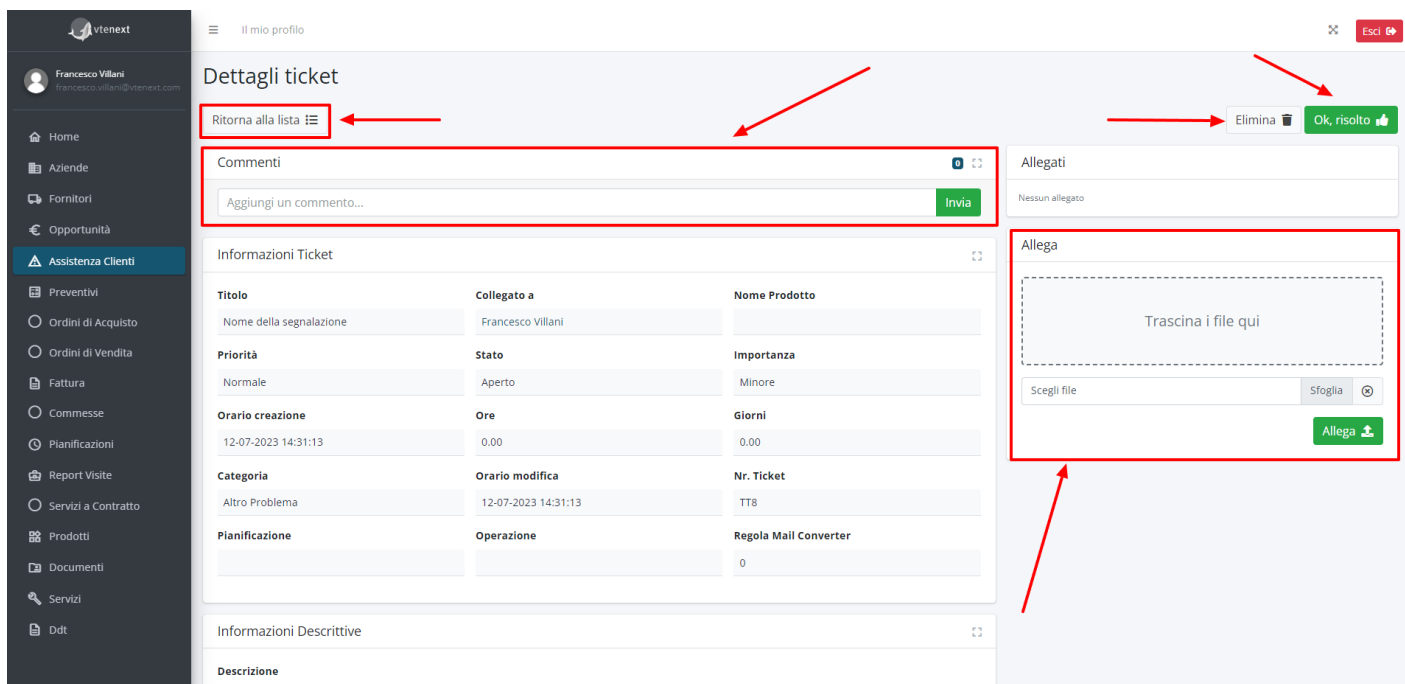 vtenext
Il mio profilo
Esci
Francesco Villani
francesco.villani@vtenext.com
Home
Aziende
Fornitori
Opportunità
Assistenza Clienti
Preventivi
Ordini di Acquisto
Ordini di Vendita
Fattura
Commesse
Pianificazioni
Report Visite
Servizi a Contratto
Prodotti
Documenti
Servizi
Ddt
Dettagli ticket
Ritorna alla lista
Elimina
Ok, risolto
Commenti 0
Aggiungi un commento... Invia
Informazioni Ticket
Titolo Collegato a Nome Prodotto
Nome della segnalazione Francesco Villani
Priorità Stato Importanza
Normale Aperto Minore
Orario creazione Ore Giorni
12-07-2023 14:31:13 0.00 0.00
Categoria Orario modifica Nr. Ticket
Altro Problema 12-07-2023 14:31:13 TT8
Pianificazione Operazione Regola Mail Converter
0
Informazioni Descrittive
Descrizione
Allegati
Nessun allegato
Allega
Trascina i file qui
Scegli file Sfoglia
Allega